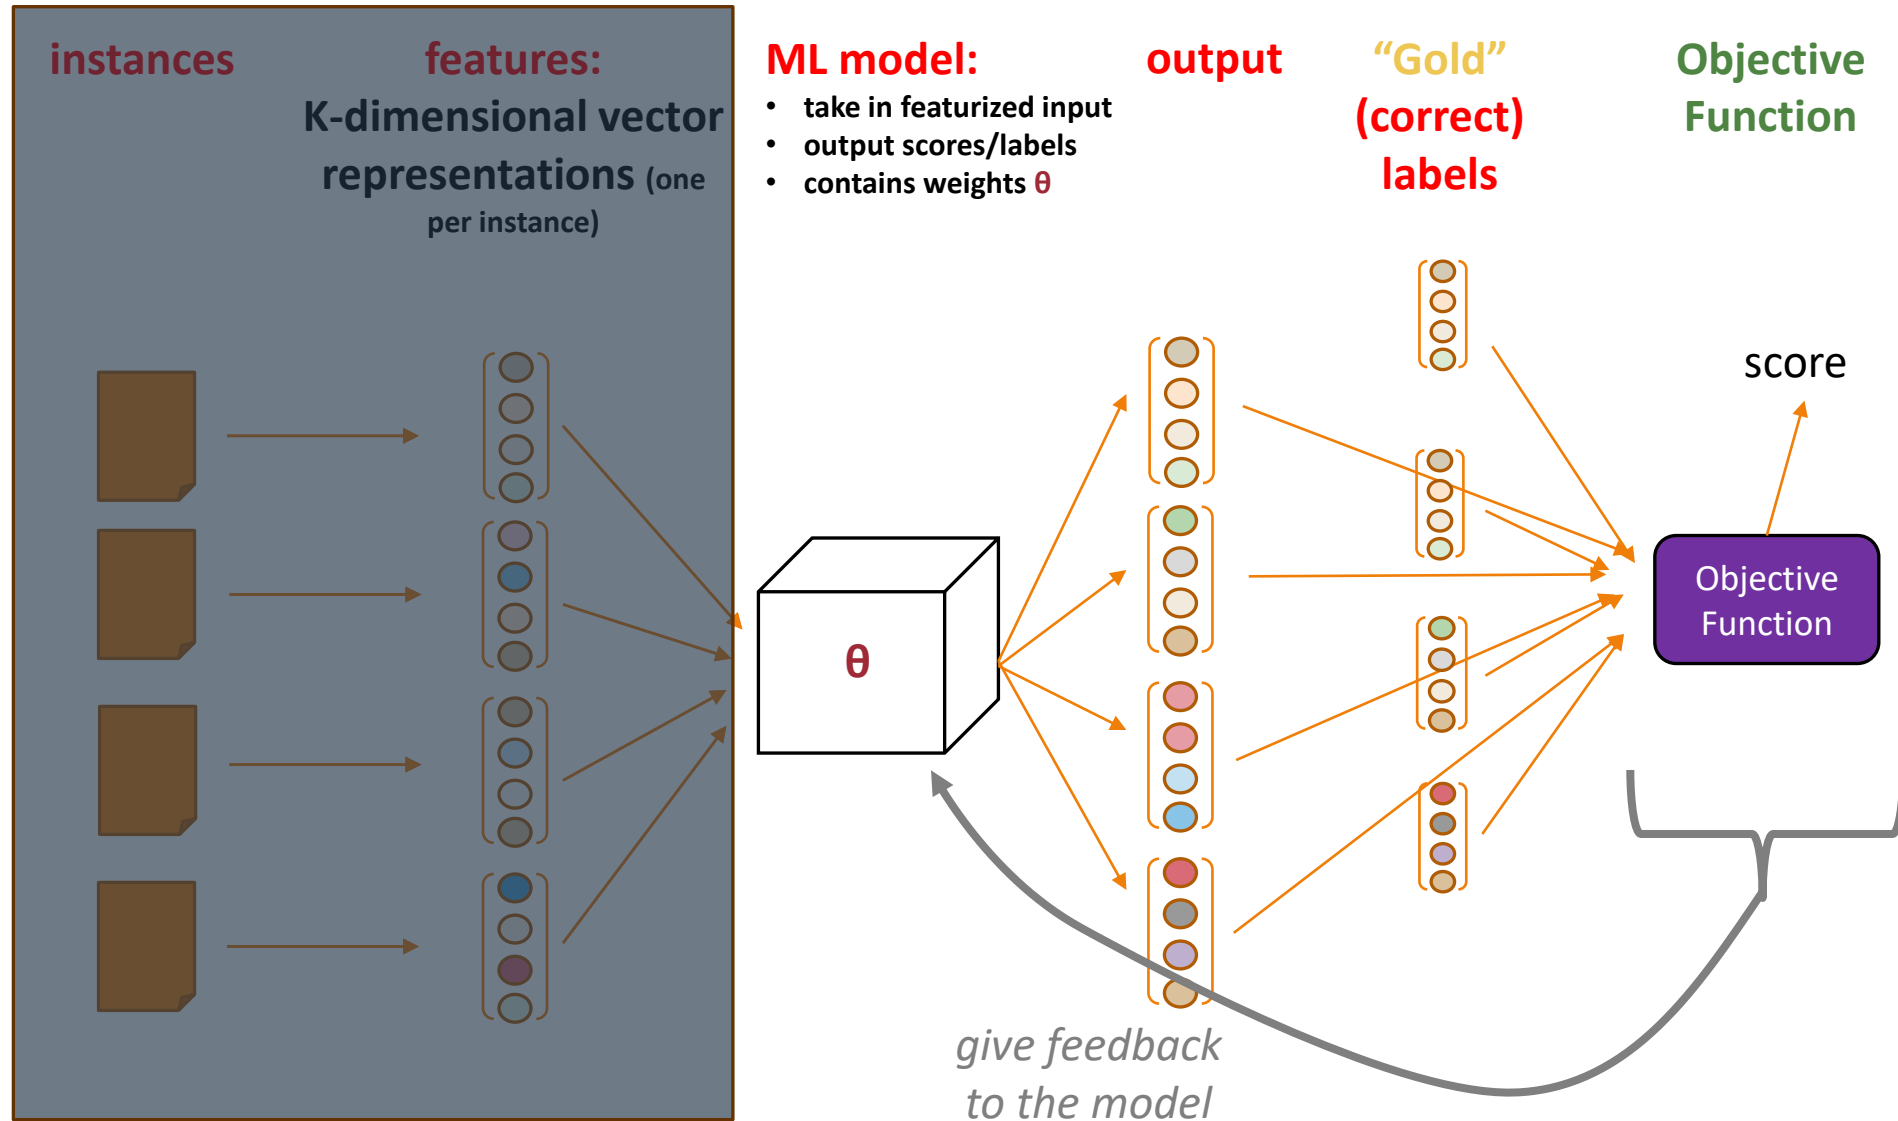 instances
features:
K-dimensional vector
representations (one
per instance)
ML model:
• take in featurized input
• output scores/labels
• contains weights θ
output
“Gold”
(correct)
labels
Objective
Function
score
θ
Objective
Function
give feedback
to the model